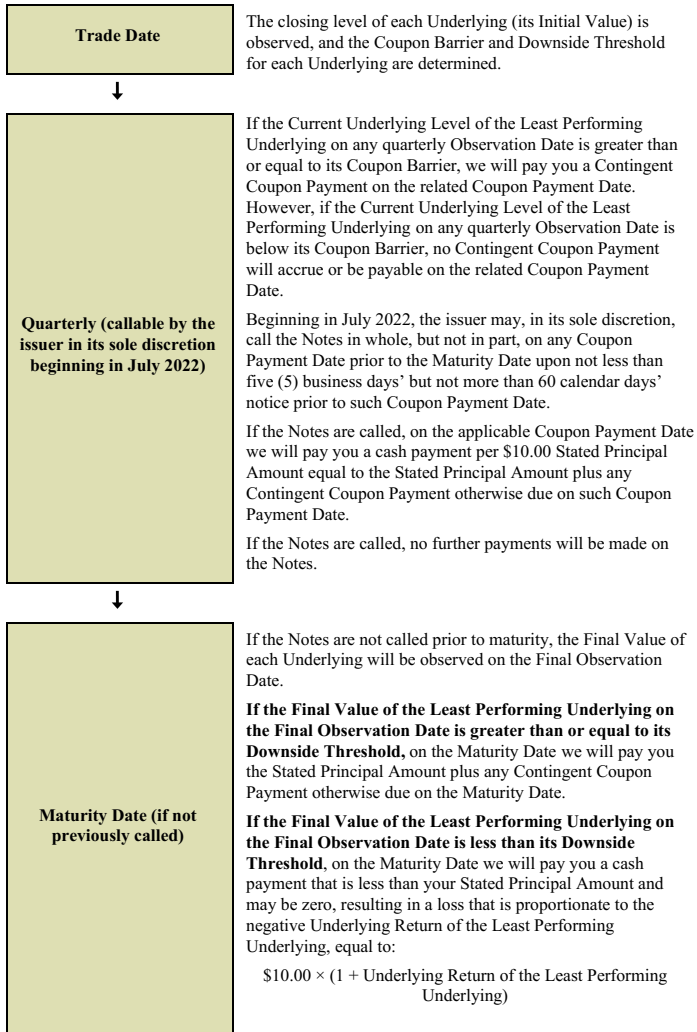 Trade Date
The closing level of each Underlying (its Initial Value) is
observed, and the Coupon Barrier and Downside Threshold
for each Underlying are determined.
↓
Quarterly (callable by the
issuer in its sole discretion
beginning in July 2022)
If the Current Underlying Level of the Least Performing
Underlying on any quarterly Observation Date is greater than
or equal to its Coupon Barrier, we will pay you a Contingent
Coupon Payment on the related Coupon Payment Date.
However, if the Current Underlying Level of the Least
Performing Underlying on any quarterly Observation Date is
below its Coupon Barrier, no Contingent Coupon Payment
will accrue or be payable on the related Coupon Payment
Date.
Beginning in July 2022, the issuer may, in its sole discretion,
call the Notes in whole, but not in part, on any Coupon
Payment Date prior to the Maturity Date upon not less than
five (5) business days’ but not more than 60 calendar days’
notice prior to such Coupon Payment Date.
If the Notes are called, on the applicable Coupon Payment Date
we will pay you a cash payment per $10.00 Stated Principal
Amount equal to the Stated Principal Amount plus any
Contingent Coupon Payment otherwise due on such Coupon
Payment Date.
If the Notes are called, no further payments will be made on
the Notes.
↓
Maturity Date (if not
previously called)
If the Notes are not called prior to maturity, the Final Value of
each Underlying will be observed on the Final Observation
Date.
If the Final Value of the Least Performing Underlying on
the Final Observation Date is greater than or equal to its
Downside Threshold, on the Maturity Date we will pay you
the Stated Principal Amount plus any Contingent Coupon
Payment otherwise due on the Maturity Date.
If the Final Value of the Least Performing Underlying on
the Final Observation Date is less than its Downside
Threshold, on the Maturity Date we will pay you a cash
payment that is less than your Stated Principal Amount and
may be zero, resulting in a loss that is proportionate to the
negative Underlying Return of the Least Performing
Underlying, equal to:
$10.00 × (1 + Underlying Return of the Least Performing
Underlying)